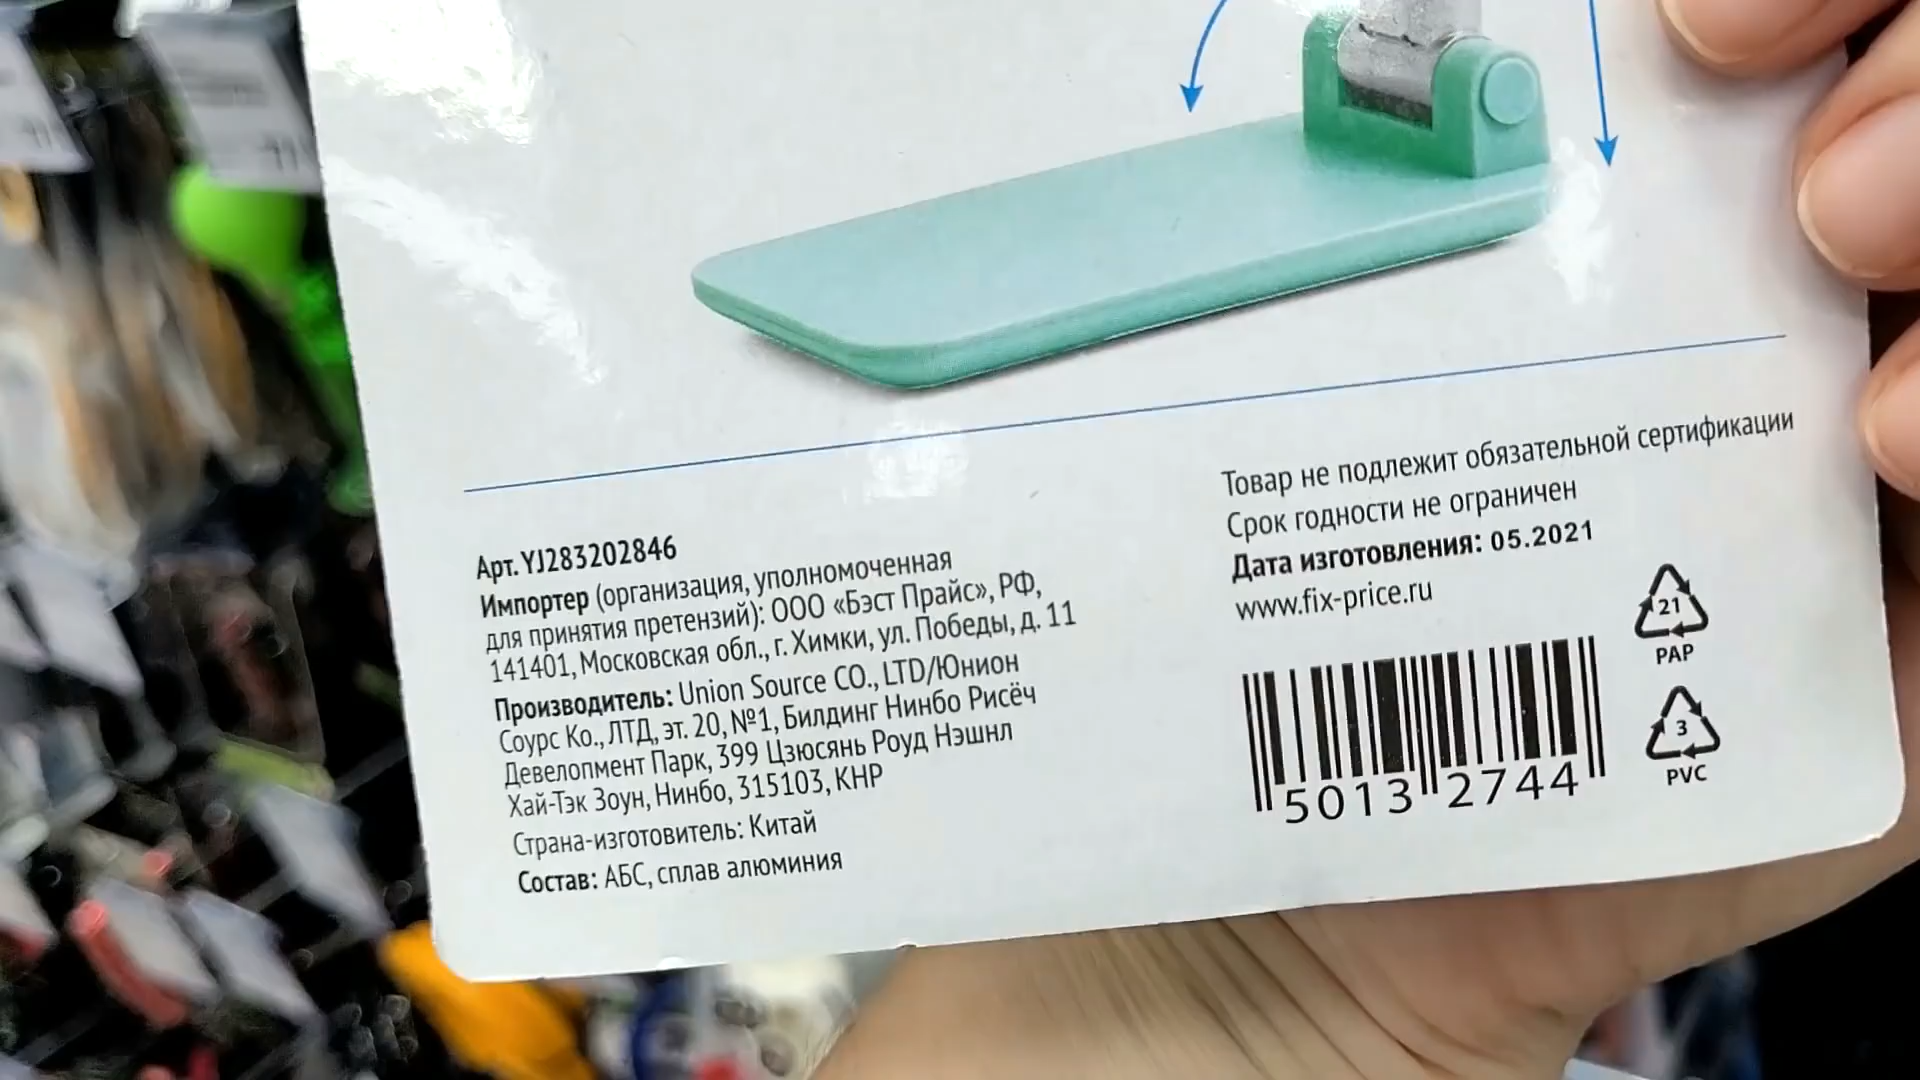 Арт. YJ283202846
Импортер (организация, уполномоченная
для принятия претензий): ООО «Бэст Прайс», РФ,
141401, Московская обл., г. Химки, ул. Победы, д. 11
Производитель: Union Source CO., LTD/Юнион
Соурс Ко., ЛТД, эт. 20, №1, Билдинг Нинбо Рисёч
Девелопмент Парк, 399 Цзюсянь Роуд Нэшнл
Хай-Тэк Зоун, Нинбо, 315103, КНР
Страна-изготовитель: Китай
Состав: АБС, сплав алюминия
Товар не подлежит обязательной сертификации
Срок годности не ограничен
Дата изготовления: 05.2021
www.fix-price.ru
21
PAP
3
PVC
5013 2744